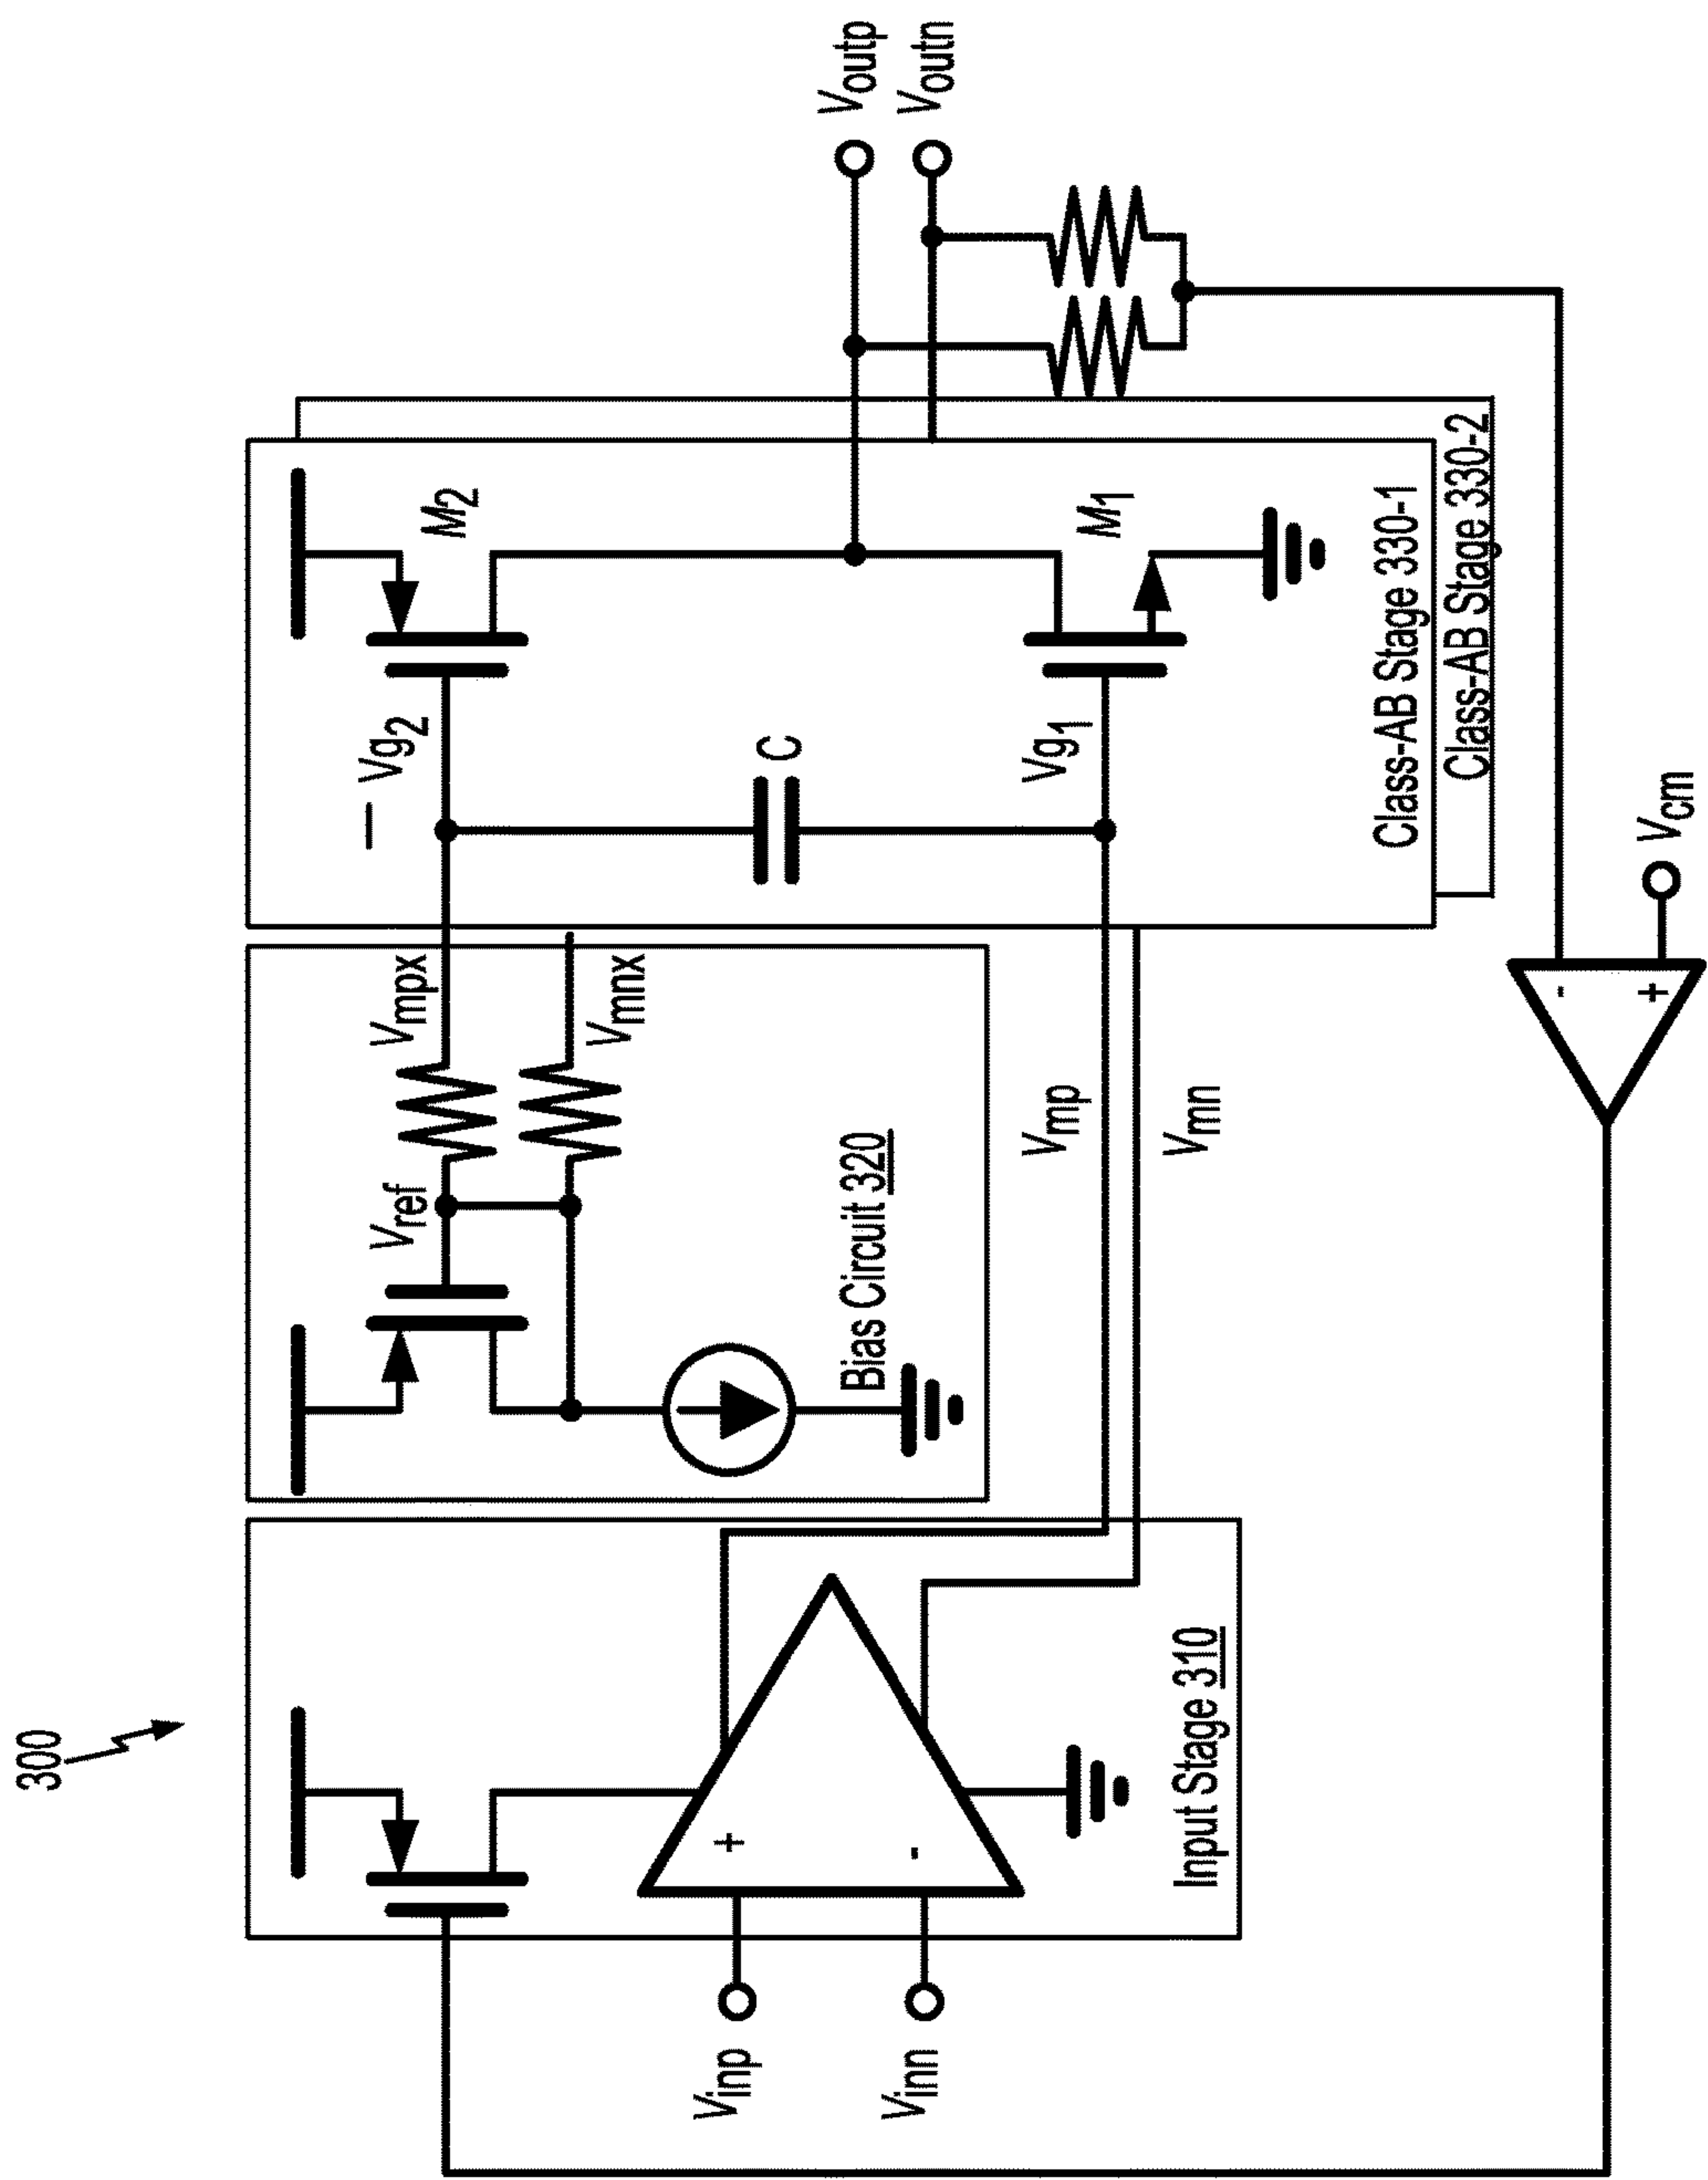 300
Input Stage 310
Vinp
Vinn
+
-
Bias Circuit 320
Vref
Vmpx
Vmnx
Vmp
Vmn
Class-AB Stage 330-1
Class-AB Stage 330-2
Vg2
M2
C
Vg1
M1
Voutp
Voutn
-
+
Vcm